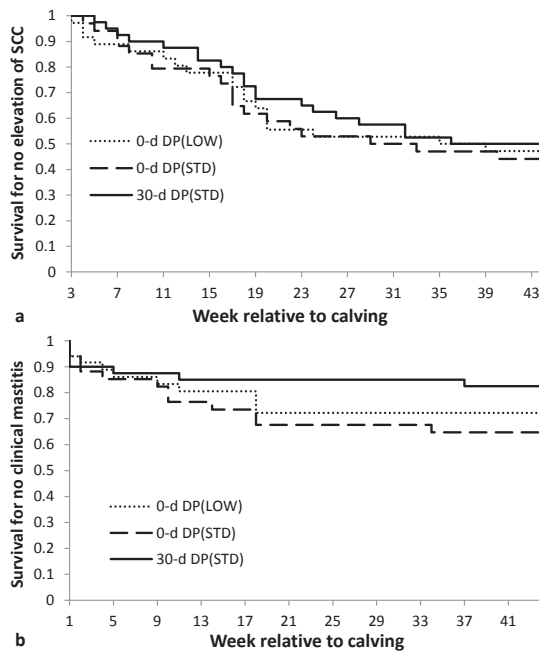 Survival for no elevation of SCC
1
0.9
0.8
0.7
0.6
0.5
0.4
0.3
0.2
0.1
0
0-d DP(LOW)
0-d DP(STD)
30-d DP(STD)
3 7 11 15 19 23 27 31 35 39 43
a
Week relative to calving
Survival for no clinical mastitis
1
0.9
0.8
0.7
0.6
0.5
0.4
0.3
0.2
0.1
0
0-d DP(LOW)
0-d DP(STD)
30-d DP(STD)
1 5 9 13 17 21 25 29 33 37 41
b
Week relative to calving